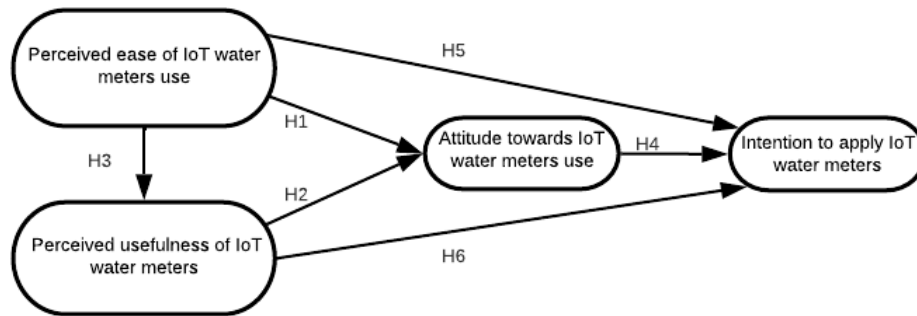 Perceived ease of IoT water
meters use
H5
H1
Attitude towards IoT
water meters use
H4
Intention to apply IoT
water meters
H3
H2
Perceived usefulness of IoT
water meters
H6